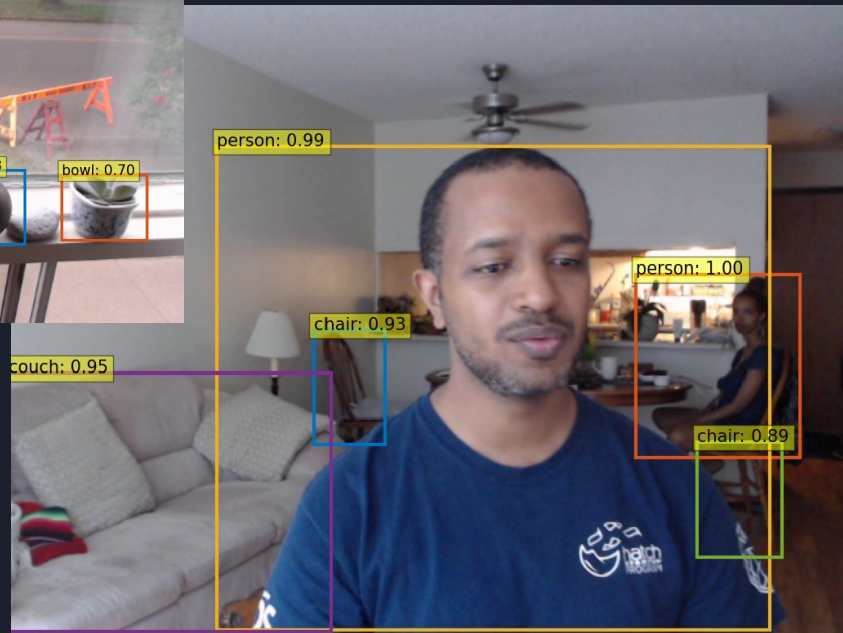 person: 0.99
bowl: 0.70
person: 1.00
chair: 0.93
couch: 0.95
chair: 0.89
hatch